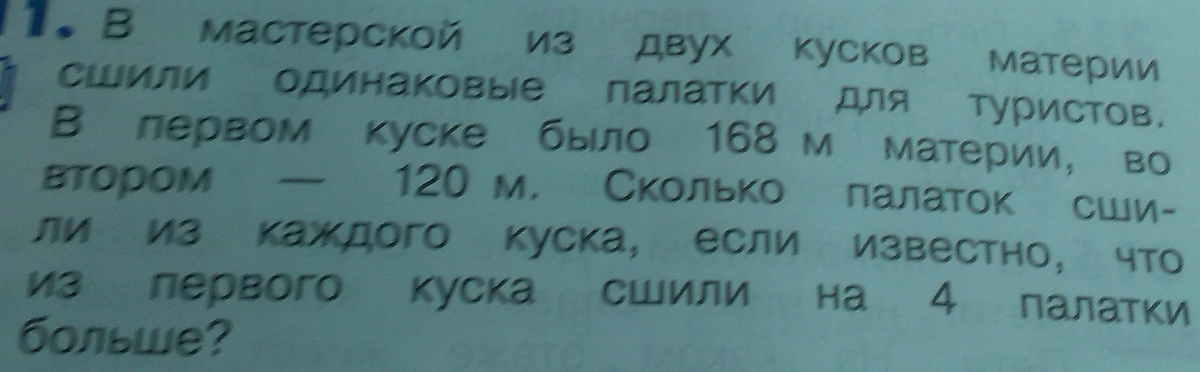 11. В мастерской из двух кусков материи
сшили одинаковые палатки для туристов.
В первом куске было 168 м материи, во
втором — 120 м. Сколько палаток сши-
ли из каждого куска, если известно, что
из первого куска сшили на 4 палатки
больше?